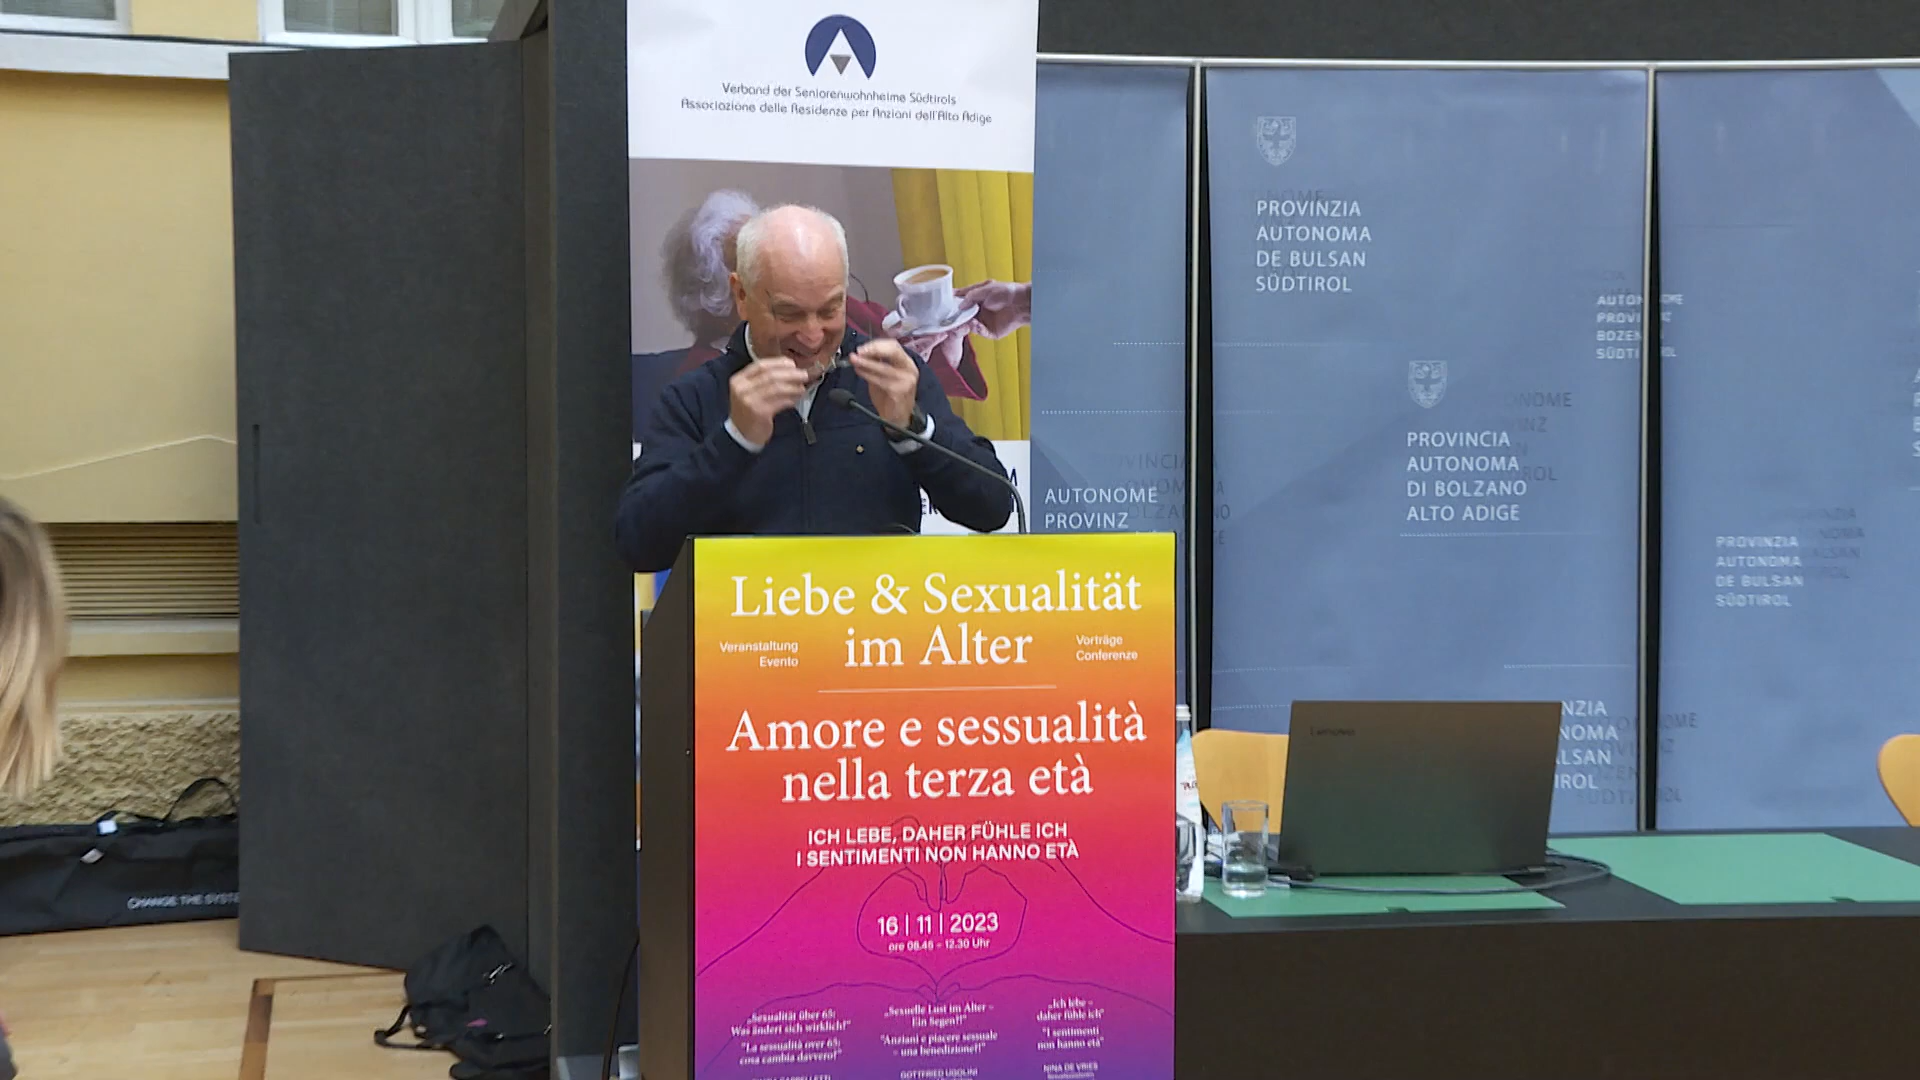 Verband der Seniorenwohnheime Südtirols
Associazione delle Residenze per Anziani dell'Alto Adige
PROVINZIA
AUTONOMA
DE BULSAN
SÜDTIROL
PROVINCIA
AUTONOMA
DI BOLZANO
ALTO ADIGE
AUTONOME
PROVINZ
PROVINZIA
AUTONOMA
DE BULSAN
SÜDTIROL
Liebe & Sexualität
im Alter
Veranstaltung
Evento
Vorträge
Conferenze
Amore e sessualità
nella terza età
ICH LEBE, DAHER FÜHLE ICH
I SENTIMENTI NON HANNO ETÀ
16 | 11 | 2023
ore 08.45 - 12.30 Uhr
„Sexualität über 65:
Was ändert sich wirklich?"
"La sessualità over 65:
cosa cambia davvero?"
„Sexuelle Lust im Alter –
Ein Segen?!"
"Anziani e piacere sessuale
– una benedizione?!"
GOTTFRIED UGOLINI
„Ich lebe –
daher fühle ich"
"I sentimenti
non hanno età"
NINA DE VRIES
Lenovo
CHANGE THE SYSTE